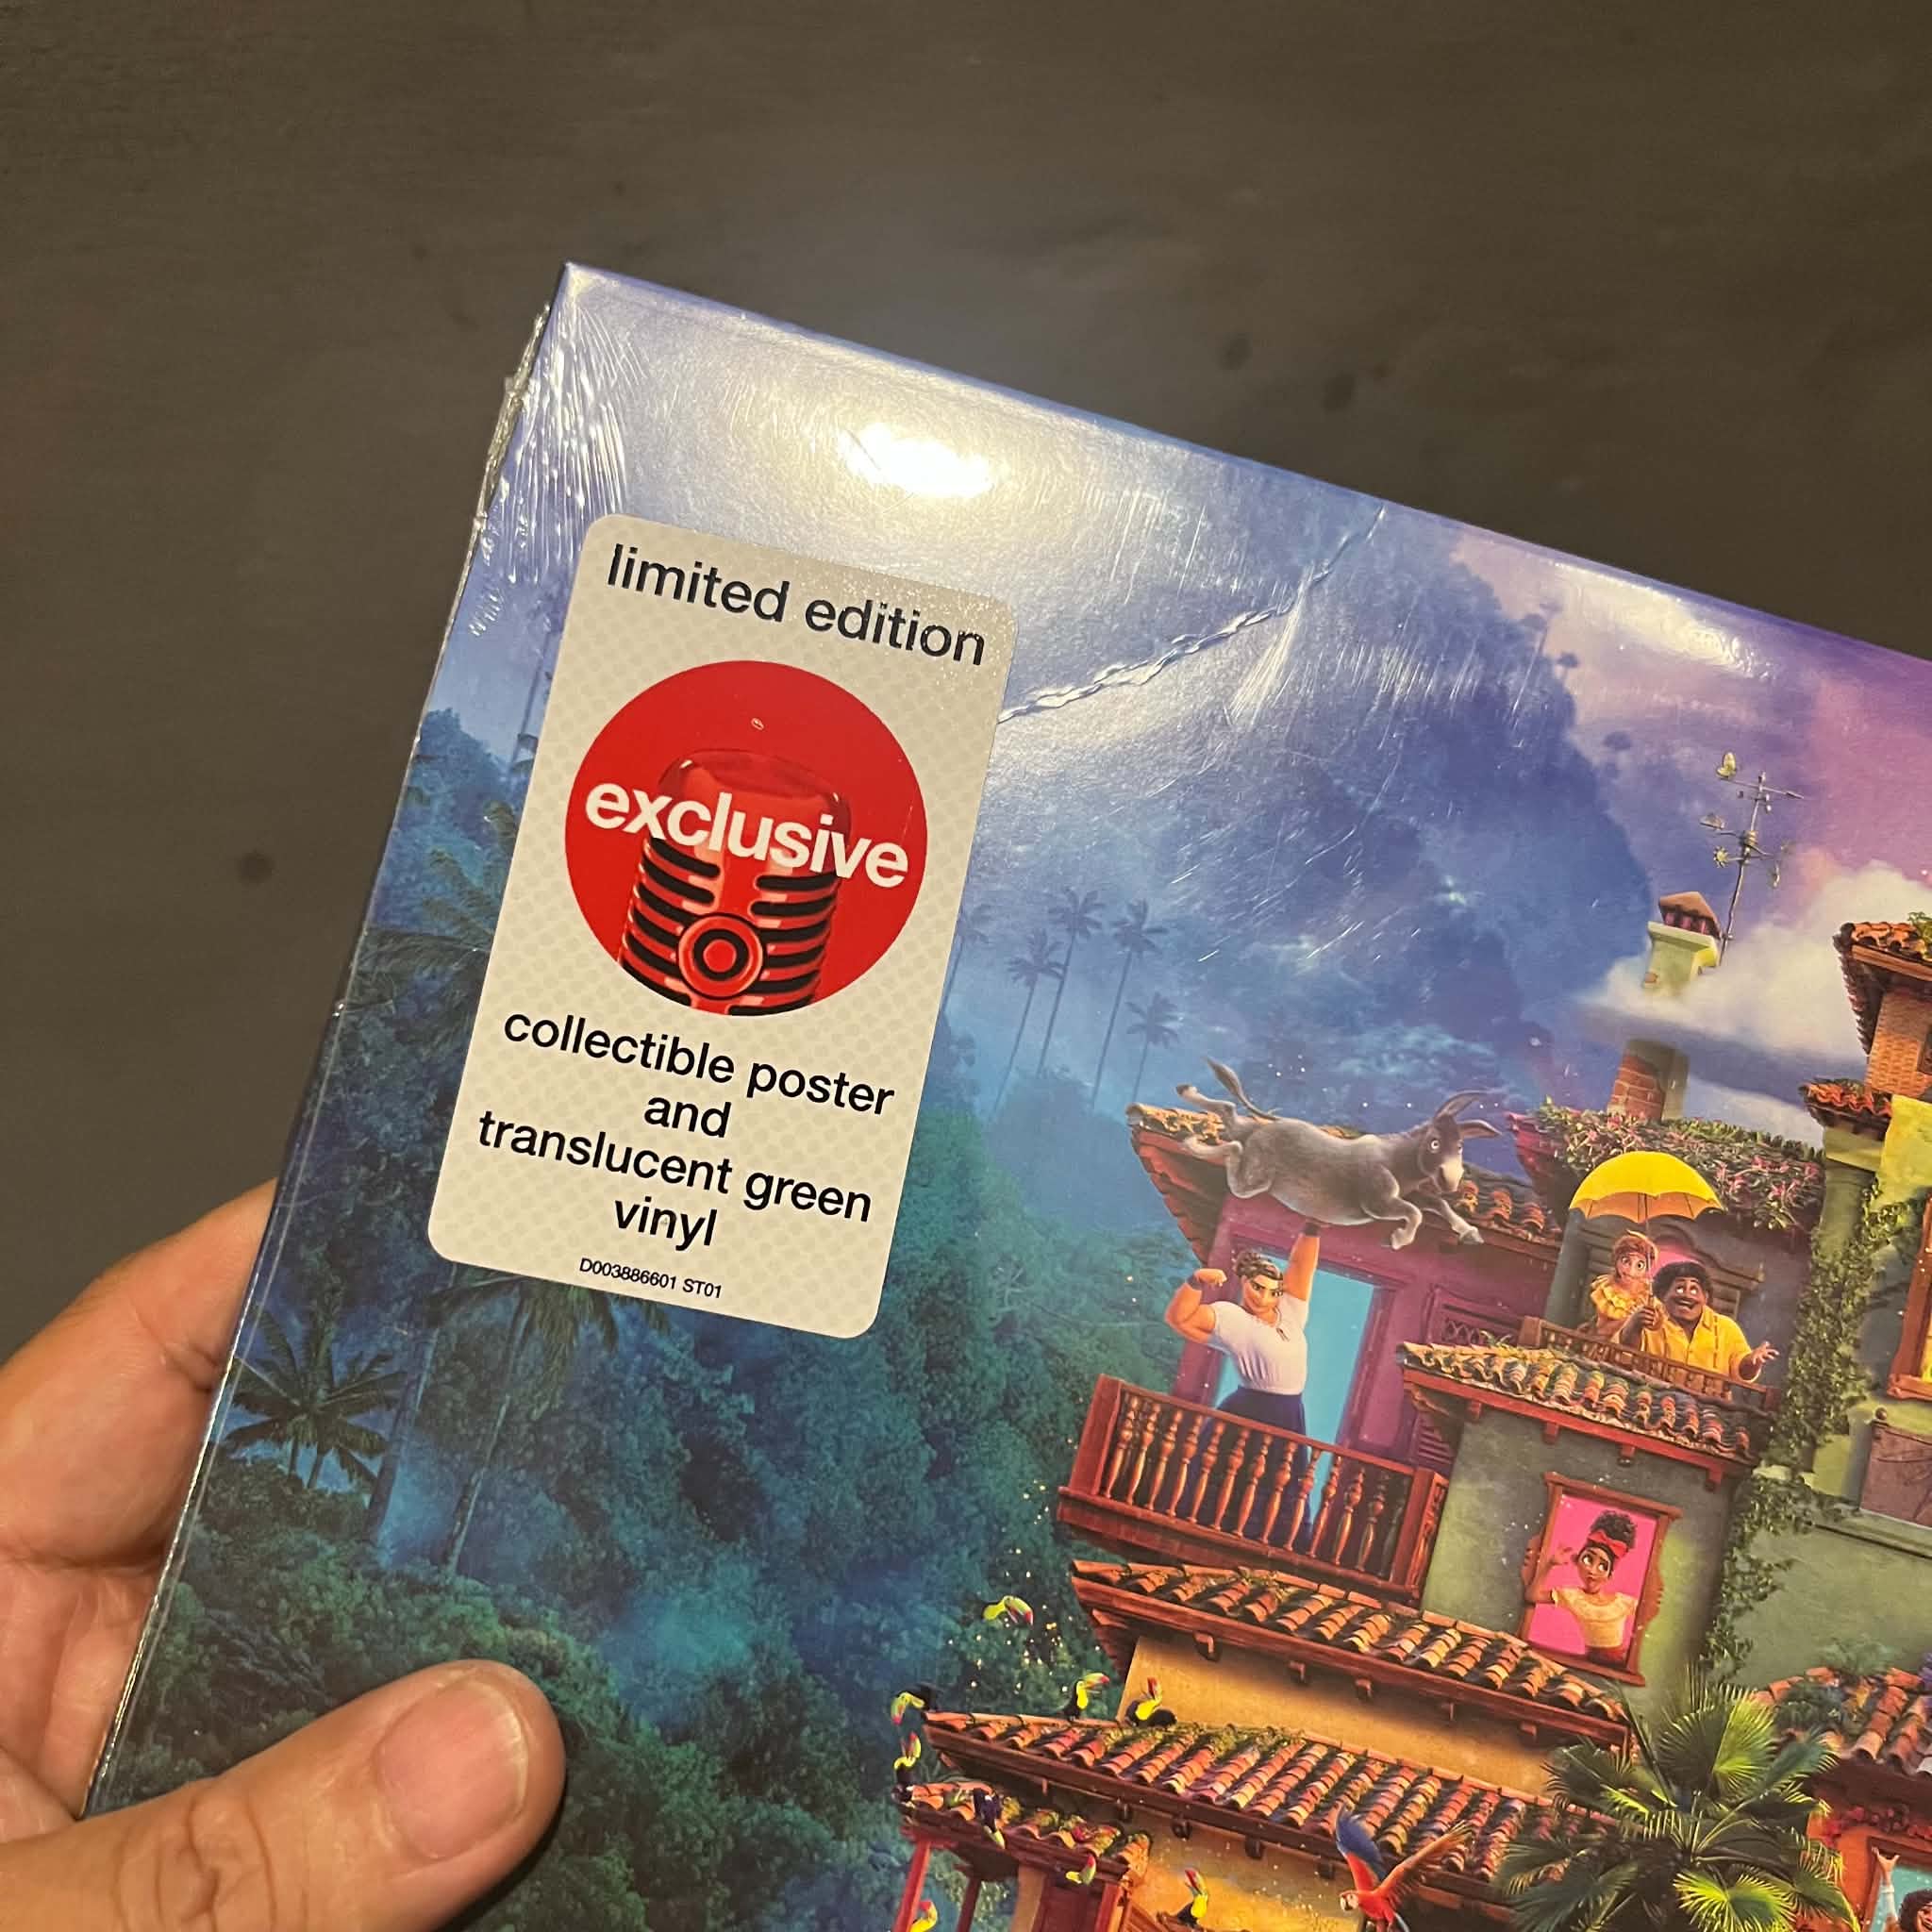 limited edition
exclusive
collectible poster
and
translucent green
vinyl
D003886601 ST01